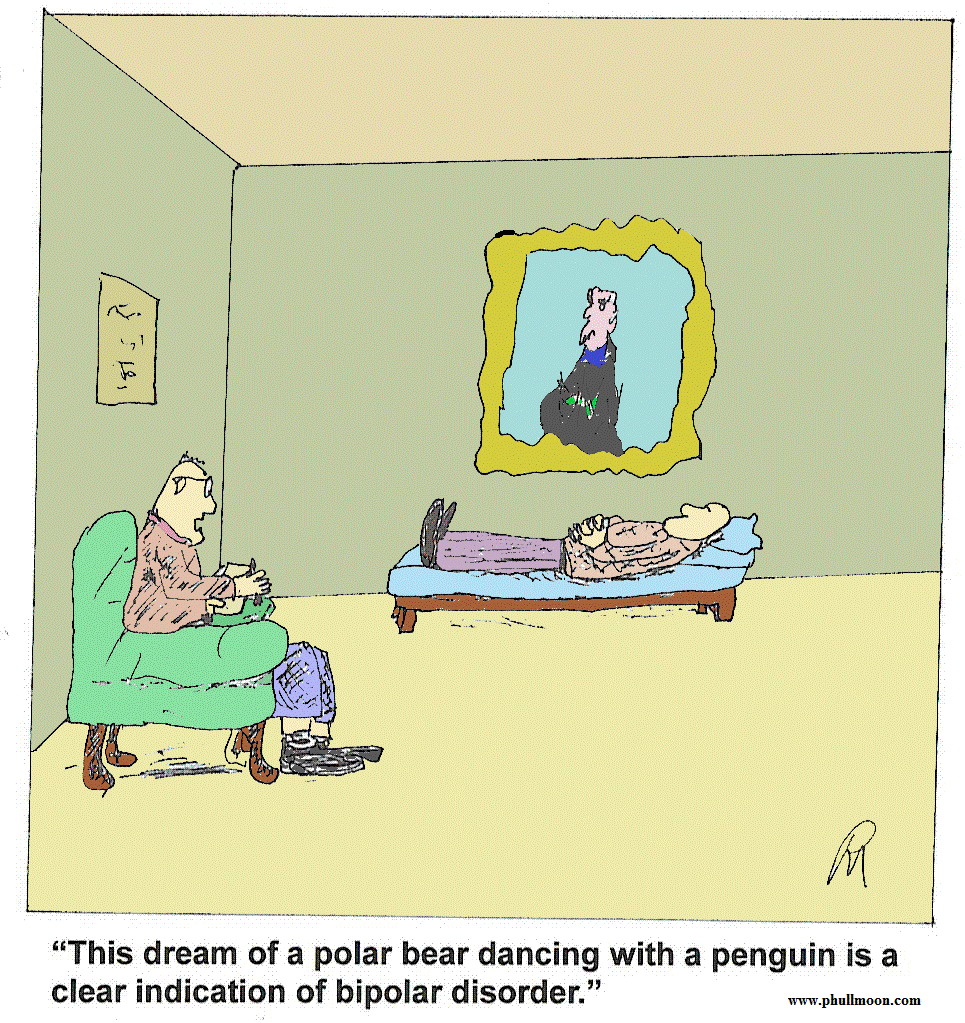 “This dream of a polar bear dancing with a penguin is a
clear indication of bipolar disorder.”
www.phullmoon.com